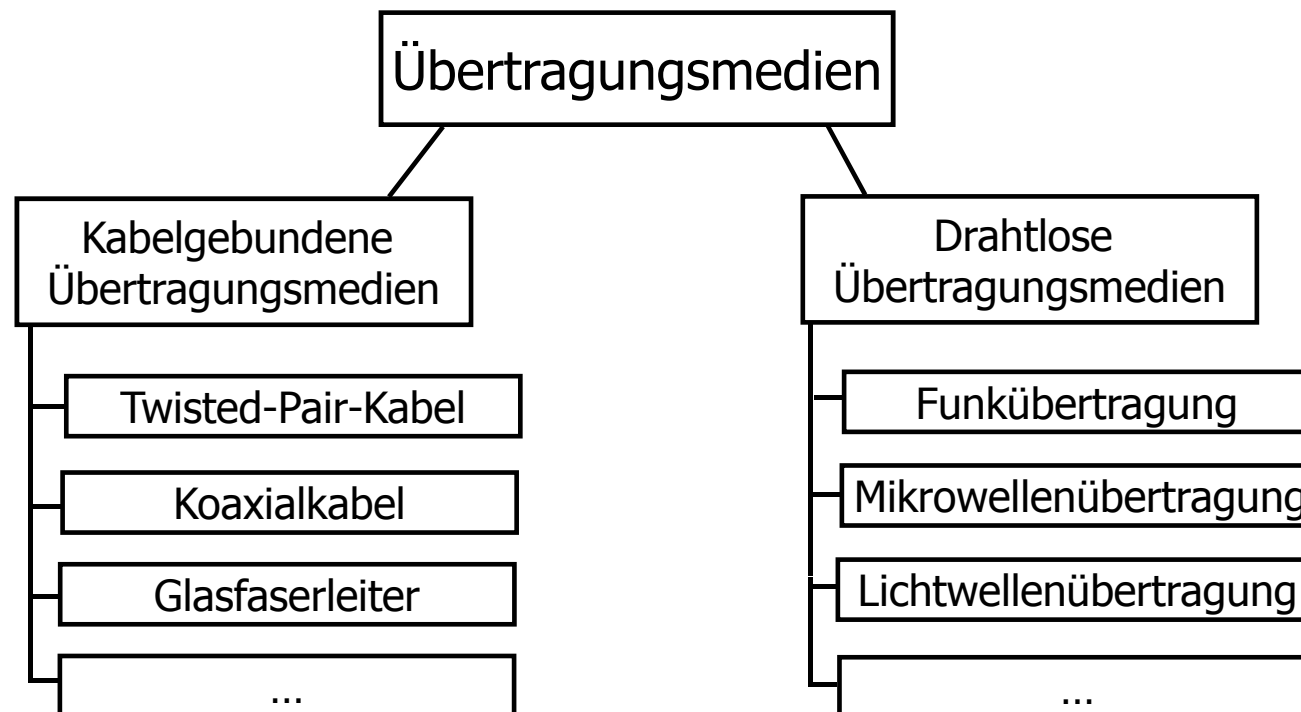 Übertragungsmedien
Kabelgebundene
Übertragungsmedien
Twisted-Pair-Kabel
Koaxialkabel
Glasfaserleiter
...
Drahtlose
Übertragungsmedien
Funkübertragung
Mikrowellenübertragung
Lichtwellenübertragung
...